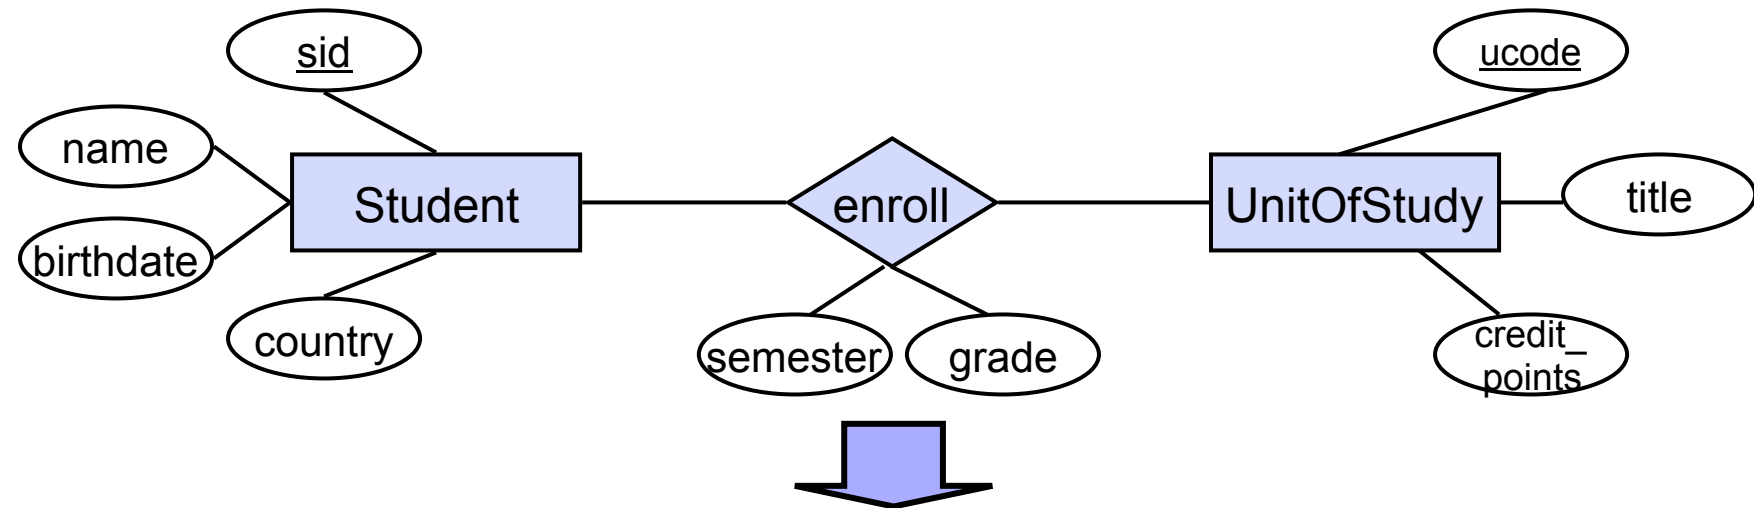 sid
ucode
name
Student
enroll
UnitOfStudy
title
birthdate
country
semester
grade
credit_
points